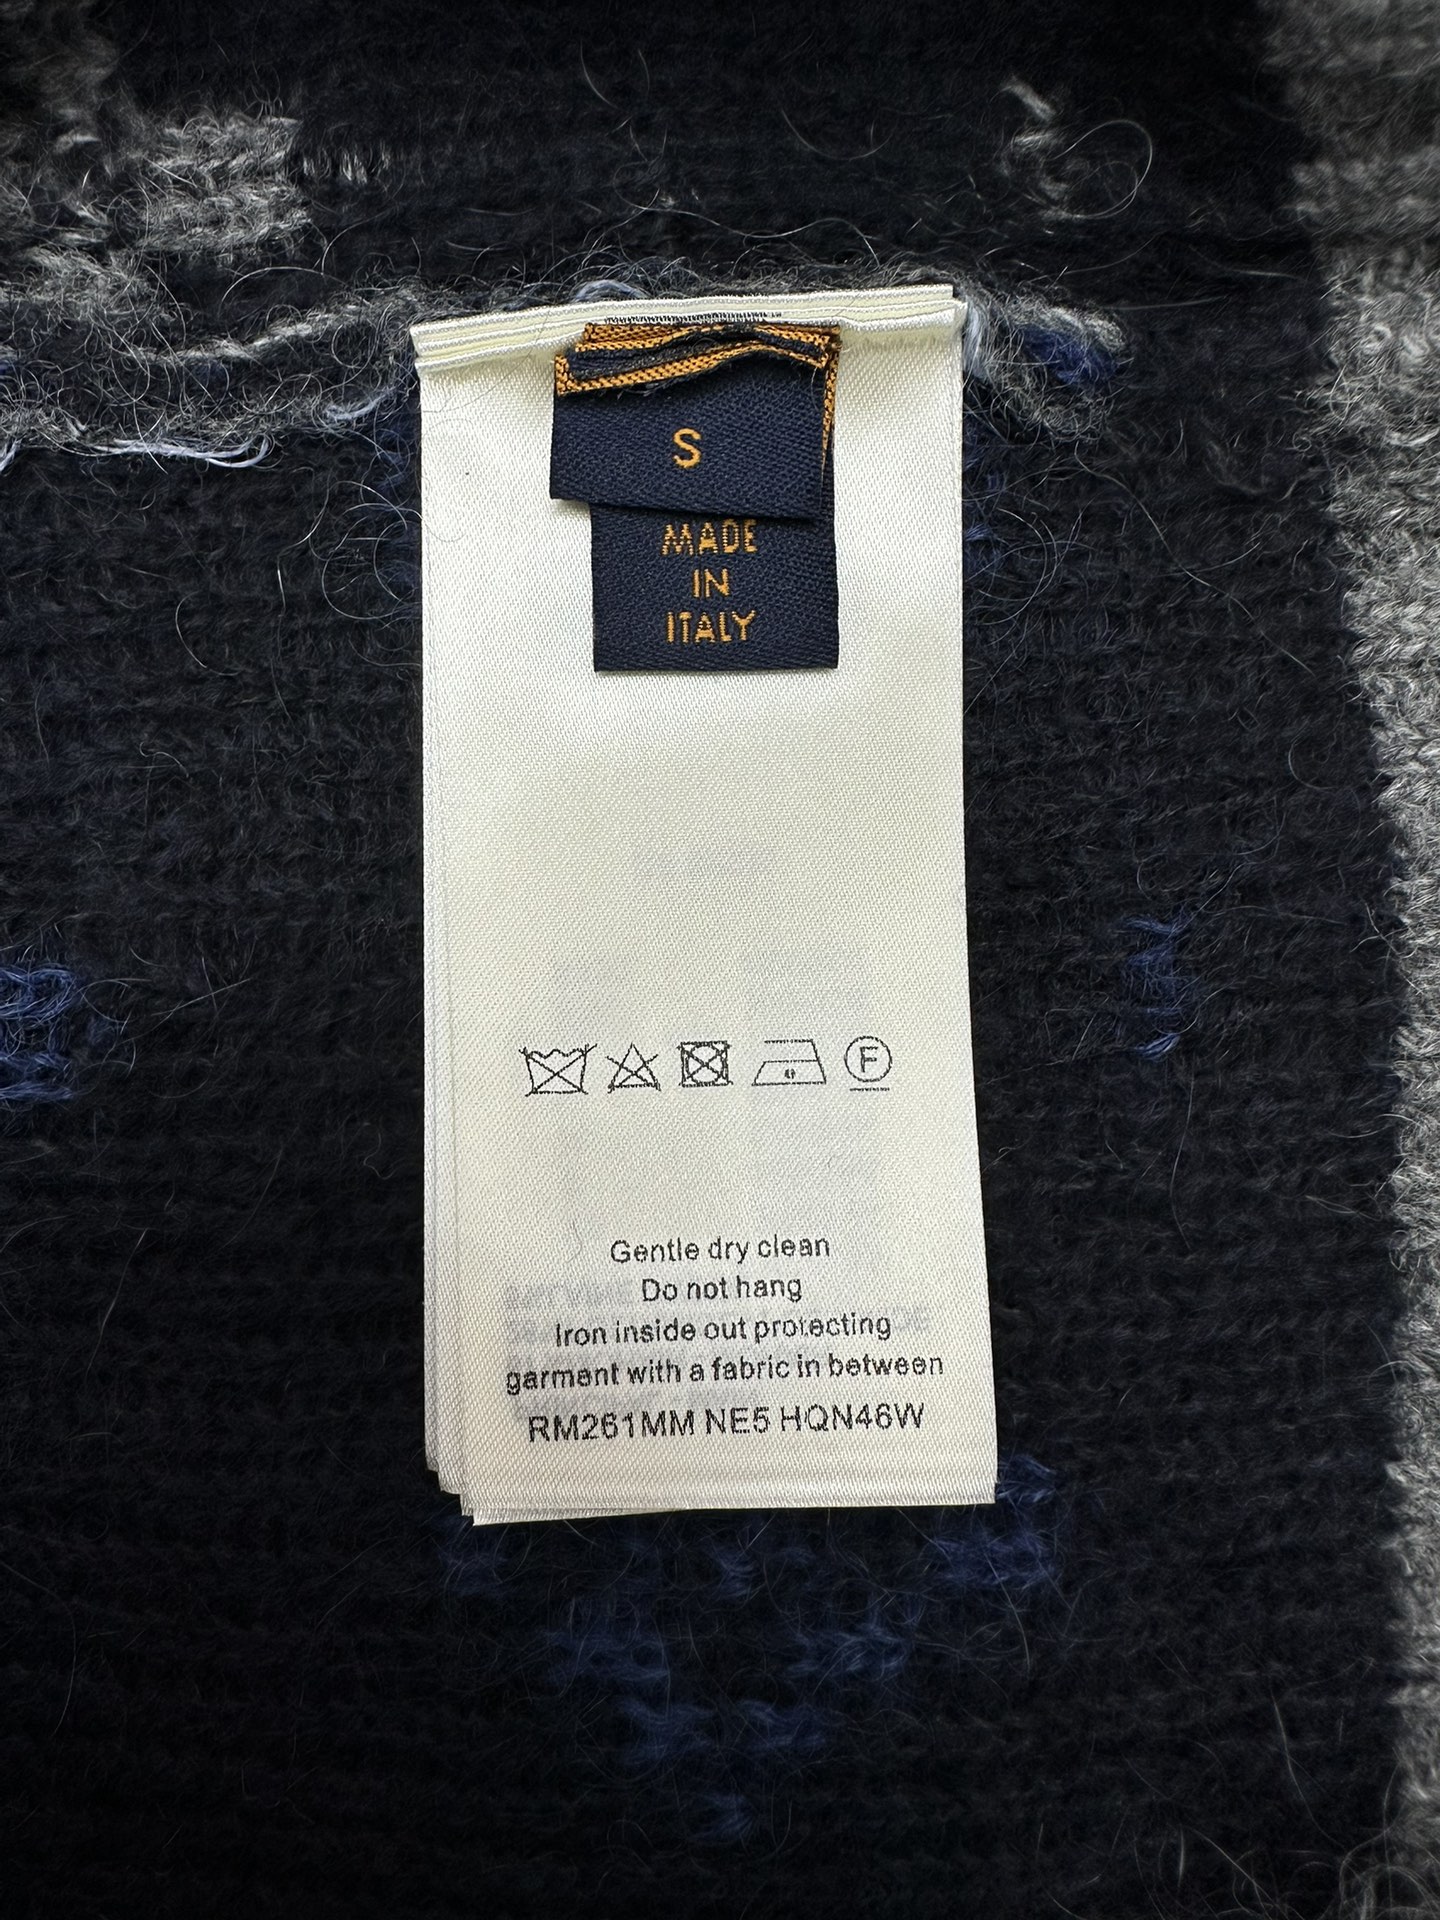 S
MADE
IN
ITALY
F
Gentle dry clean
Do not hang
Iron inside out protecting
garment with a fabric in between
RM261MM NE5 HQN46W